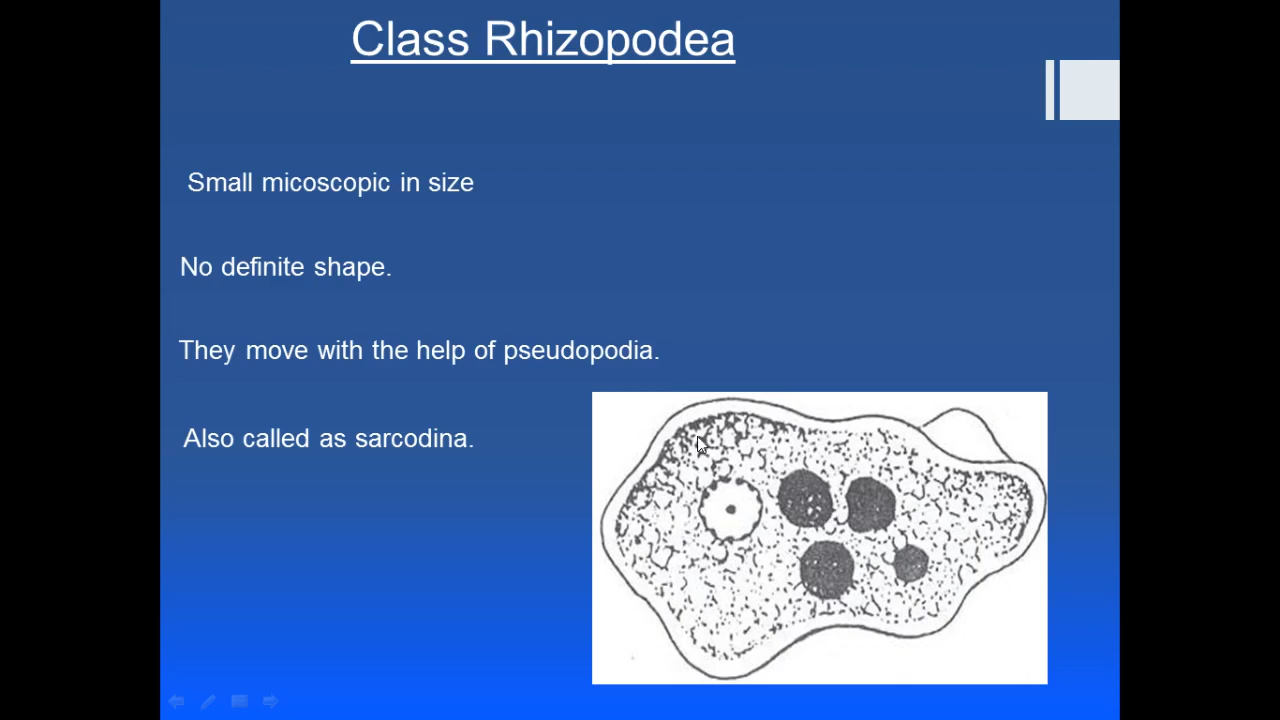 Class Rhizopodea
Small micoscopic in size
No definite shape.
They move with the help of pseudopodia.
Also called as sarcodina.